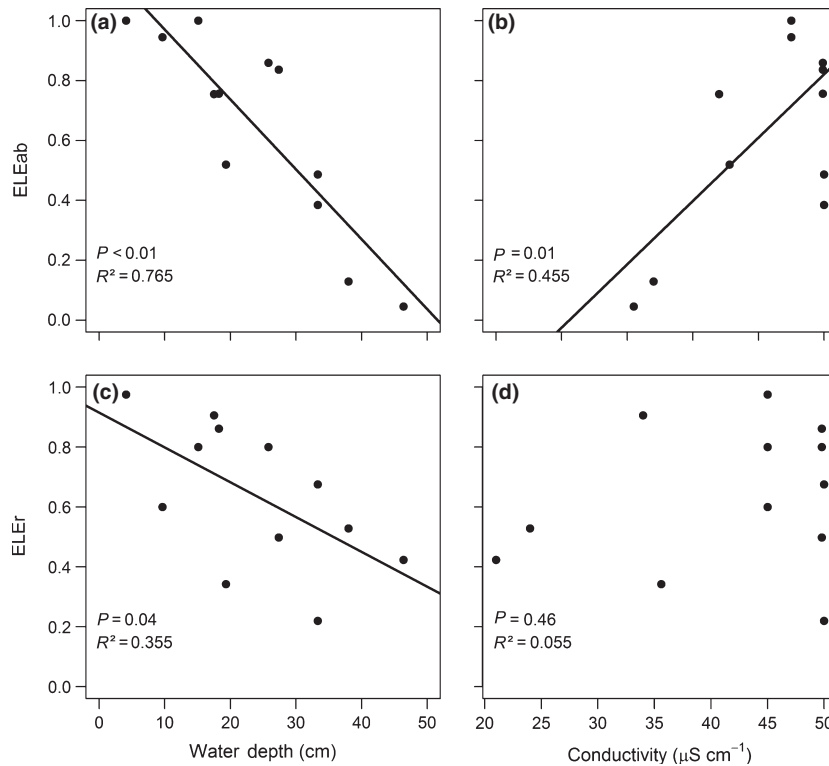 (a)
(b)
1.0
0.8
0.6
0.4
0.2
0.0
ELEab
P < 0.01
R² = 0.765
P = 0.01
R² = 0.455
(c)
(d)
1.0
0.8
0.6
0.4
0.2
0.0
ELEr
P = 0.04
R² = 0.355
P = 0.46
R² = 0.055
0 10 20 30 40 50
20 25 30 35 40 45 50
Water depth (cm)
Conductivity (μS cm⁻¹)